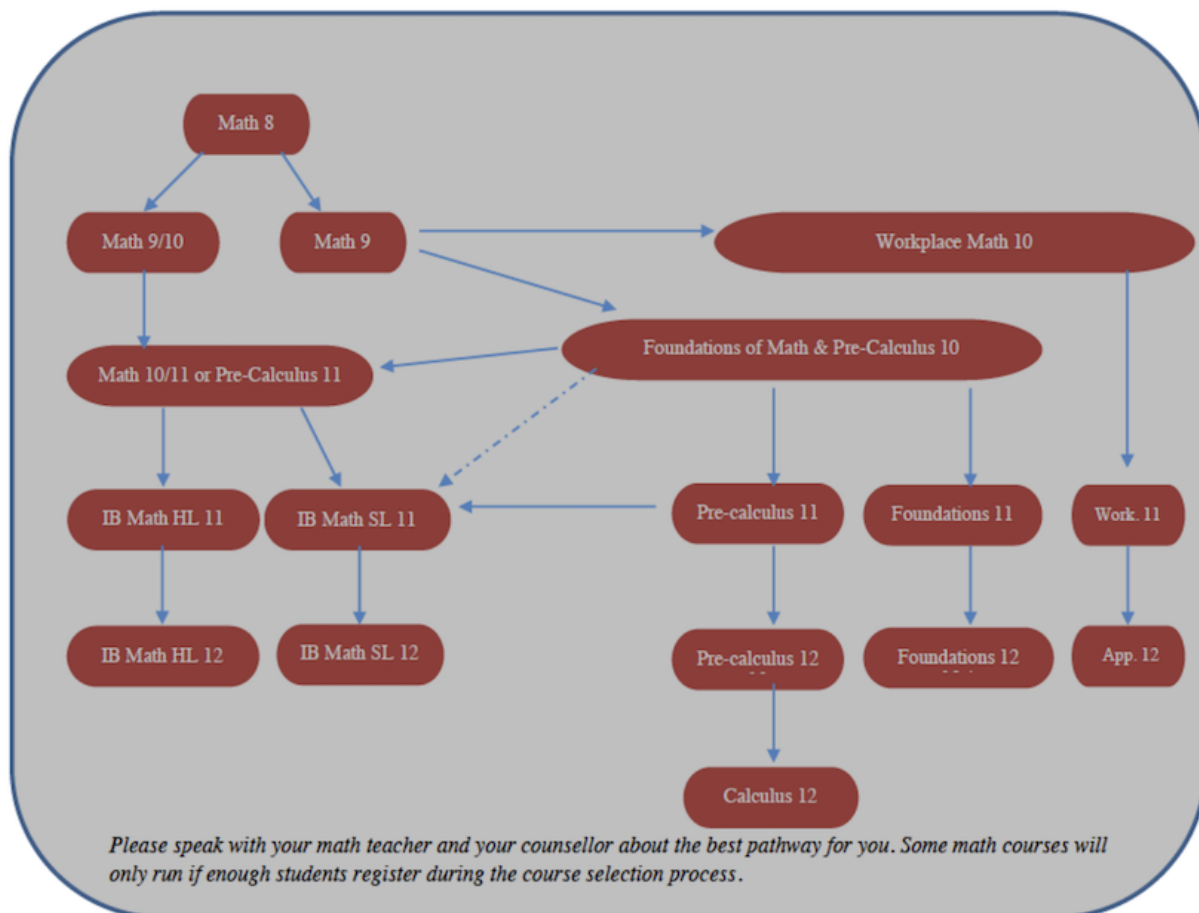 Math 8
Math 9/10
Math 9
Workplace Math 10
Foundations of Math & Pre-Calculus 10
Math 10/11 or Pre-Calculus 11
IB Math HL 11
IB Math SL 11
Pre-calculus 11
Foundations 11
Work. 11
IB Math HL 12
IB Math SL 12
Pre-calculus 12
Foundations 12
App. 12
Calculus 12
Please speak with your math teacher and your counsellor about the best pathway for you. Some math courses will
only run if enough students register during the course selection process.